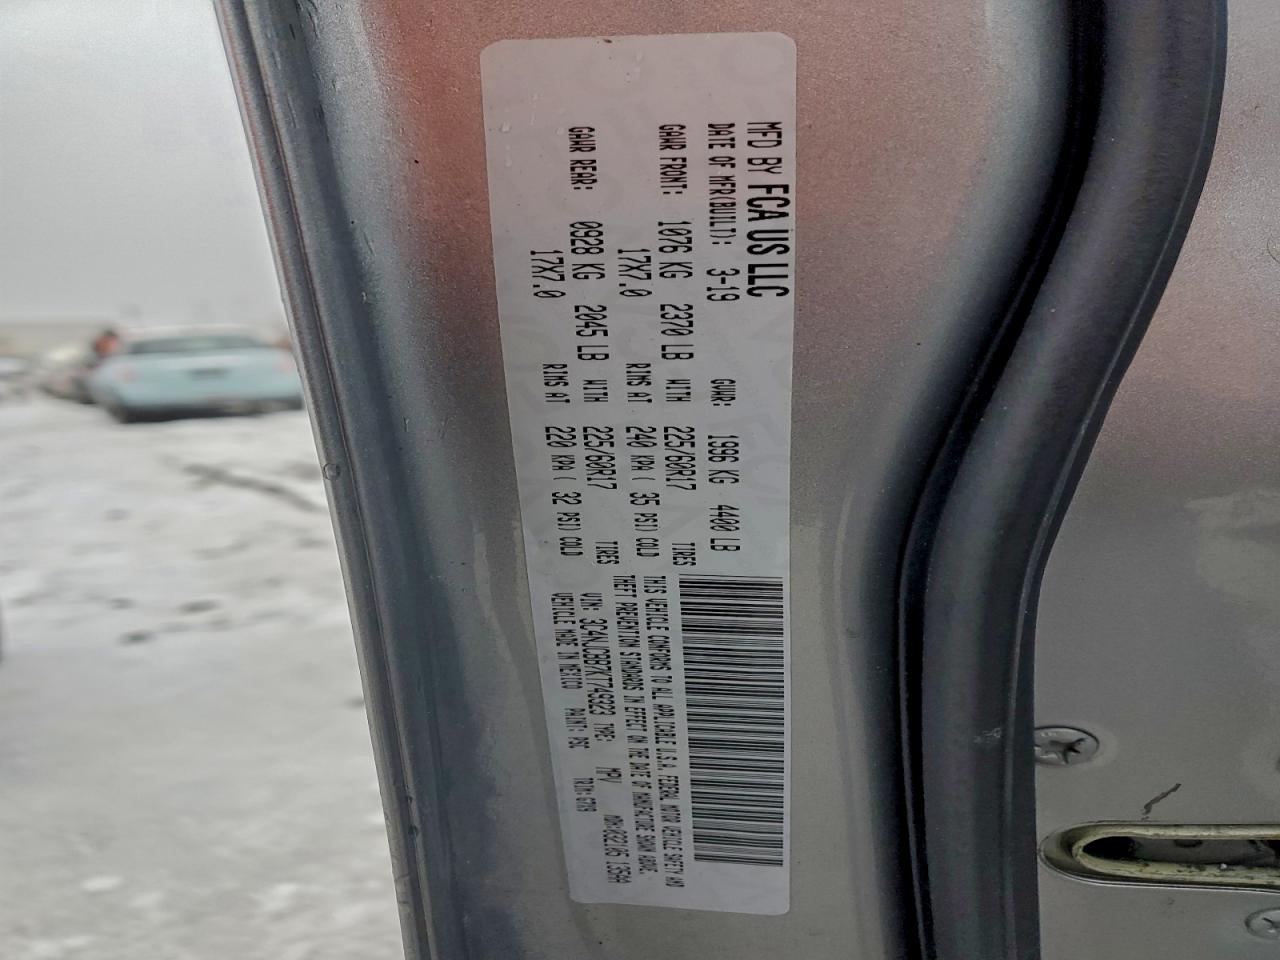 MFD BY FCA US LLC
DATE OF MFR(BUILT): 3-19 GVWR: 1996 KG 4400 LB
GAWR FRONT: 1076 KG 2370 LB WITH 225/60R17 TIRES
17X7.0 RIMS AT 240 KPA ( 35 PSI) COLD
GAWR REAR: 0928 KG 2045 LB WITH 225/60R17 TIRES
17X7.0 RIMS AT 220 KPA ( 32 PSI) COLD
THIS VEHICLE CONFORMS TO ALL APPLICABLE U.S.A. FEDERAL MOTOR VEHICLE SAFETY AND
THEFT PREVENTION STANDARDS IN EFFECT ON THE DATE OF MANUFACTURE SHOWN ABOVE.
VIN: 3C4NJCBB7KT749323 TYPE: MPV
VEHICLE MADE IN MEXICO PAINT: TRIM: